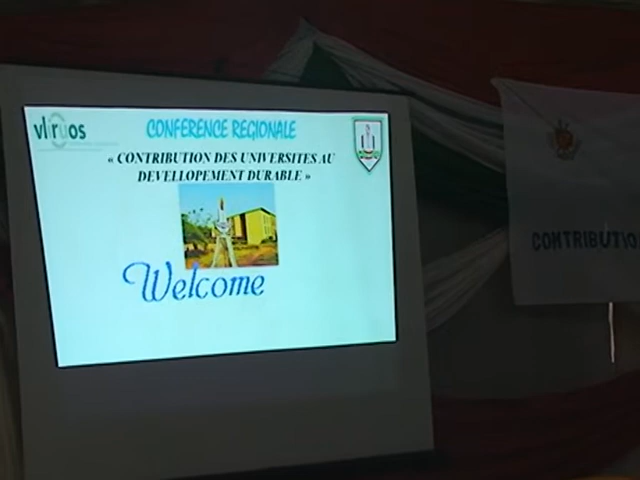 vlruos
CONFERENCE REGIONALE
« CONTRIBUTION DES UNIVERSITES AU
DEVELLOPEMENT DURABLE »
Welcome
CONTRIBUTIO